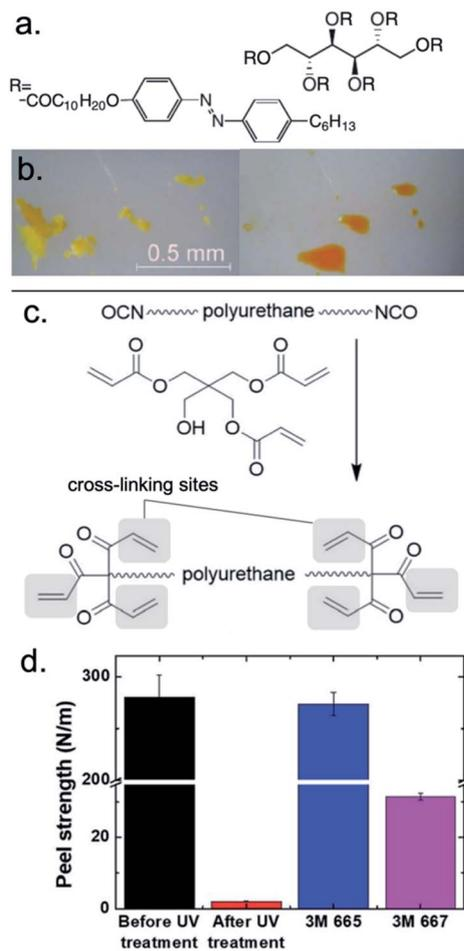 a.
OR OR
RO OR
OR OR
R=
-COC10H20O N N C6H13
b.
0.5 mm
c.
OCN polyurethane NCO
O O
O O
OH O
O
cross-linking sites
O O
O O
polyurethane
O O
d.
Peel strength (N/m)
300
200
20
0
Before UV treatment
After UV treatment
3M 665
3M 667